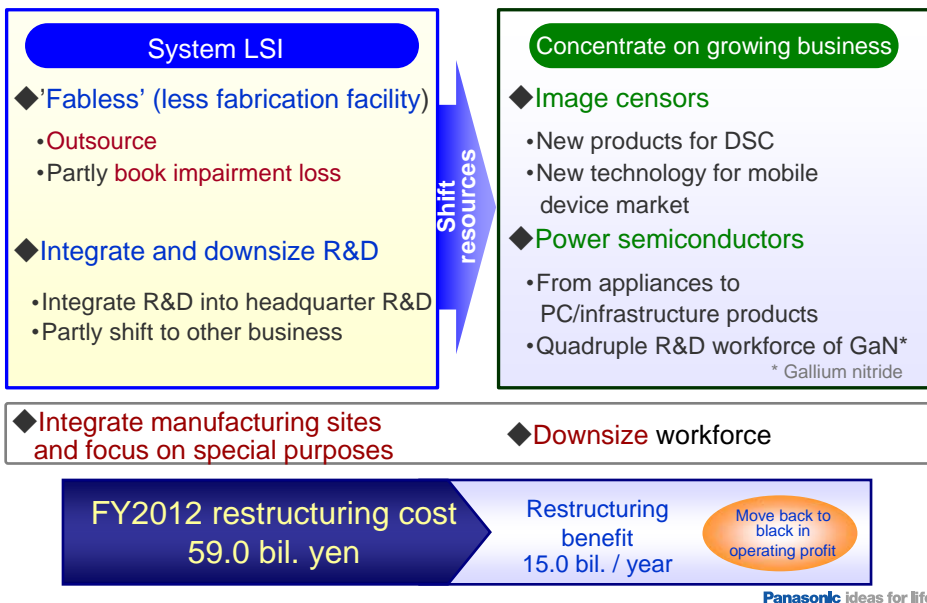 System LSI
◆'Fabless' (less fabrication facility)
•Outsource
•Partly book impairment loss
◆Integrate and downsize R&D
•Integrate R&D into headquarter R&D
•Partly shift to other business
Shift
resources
Concentrate on growing business
◆Image censors
•New products for DSC
•New technology for mobile
device market
◆Power semiconductors
•From appliances to
PC/infrastructure products
•Quadruple R&D workforce of GaN*
* Gallium nitride
◆Integrate manufacturing sites
and focus on special purposes
◆Downsize workforce
FY2012 restructuring cost
59.0 bil. yen
Restructuring
benefit
15.0 bil. / year
Move back to
black in
operating profit
Panasonic ideas for life